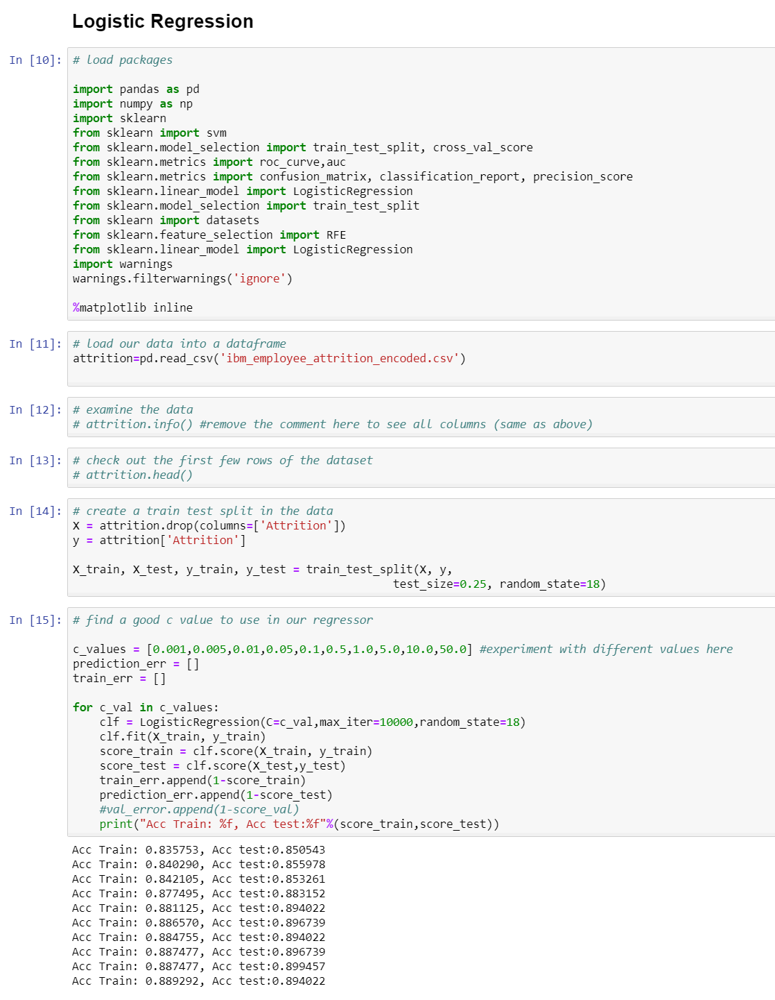 Logistic Regression
In [10]: # load packages
import pandas as pd
import numpy as np
import sklearn
from sklearn import svm
from sklearn.model_selection import train_test_split, cross_val_score
from sklearn.metrics import roc_curve,auc
from sklearn.metrics import confusion_matrix, classification_report, precision_score
from sklearn.linear_model import LogisticRegression
from sklearn.model_selection import train_test_split
from sklearn import datasets
from sklearn.feature_selection import RFE
from sklearn.linear_model import LogisticRegression
import warnings
warnings.filterwarnings('ignore')
%matplotlib inline
In [11]: # load our data into a dataframe
attrition=pd.read_csv('ibm_employee_attrition_encoded.csv')
In [12]: # examine the data
# attrition.info() #remove the comment here to see all columns (same as above)
In [13]: # check out the first few rows of the dataset
# attrition.head()
In [14]: # create a train test split in the data
X = attrition.drop(columns=['Attrition'])
y = attrition['Attrition']
X_train, X_test, y_train, y_test = train_test_split(X, y,
test_size=0.25, random_state=18)
In [15]: # find a good c value to use in our regressor
c_values = [0.001,0.005,0.01,0.05,0.1,0.5,1.0,5.0,10.0,50.0] #experiment with different values here
prediction_err = []
train_err = []
for c_val in c_values:
clf = LogisticRegression(C=c_val,max_iter=10000,random_state=18)
clf.fit(X_train, y_train)
score_train = clf.score(X_train, y_train)
score_test = clf.score(X_test,y_test)
train_err.append(1-score_train)
prediction_err.append(1-score_test)
#val_error.append(1-score_val)
print("Acc Train: %f, Acc test:%f"%(score_train,score_test))
Acc Train: 0.835753, Acc test:0.850543
Acc Train: 0.840290, Acc test:0.855978
Acc Train: 0.842105, Acc test:0.853261
Acc Train: 0.877495, Acc test:0.883152
Acc Train: 0.881125, Acc test:0.894022
Acc Train: 0.886570, Acc test:0.896739
Acc Train: 0.884755, Acc test:0.894022
Acc Train: 0.887477, Acc test:0.896739
Acc Train: 0.887477, Acc test:0.899457
Acc Train: 0.889292, Acc test:0.894022